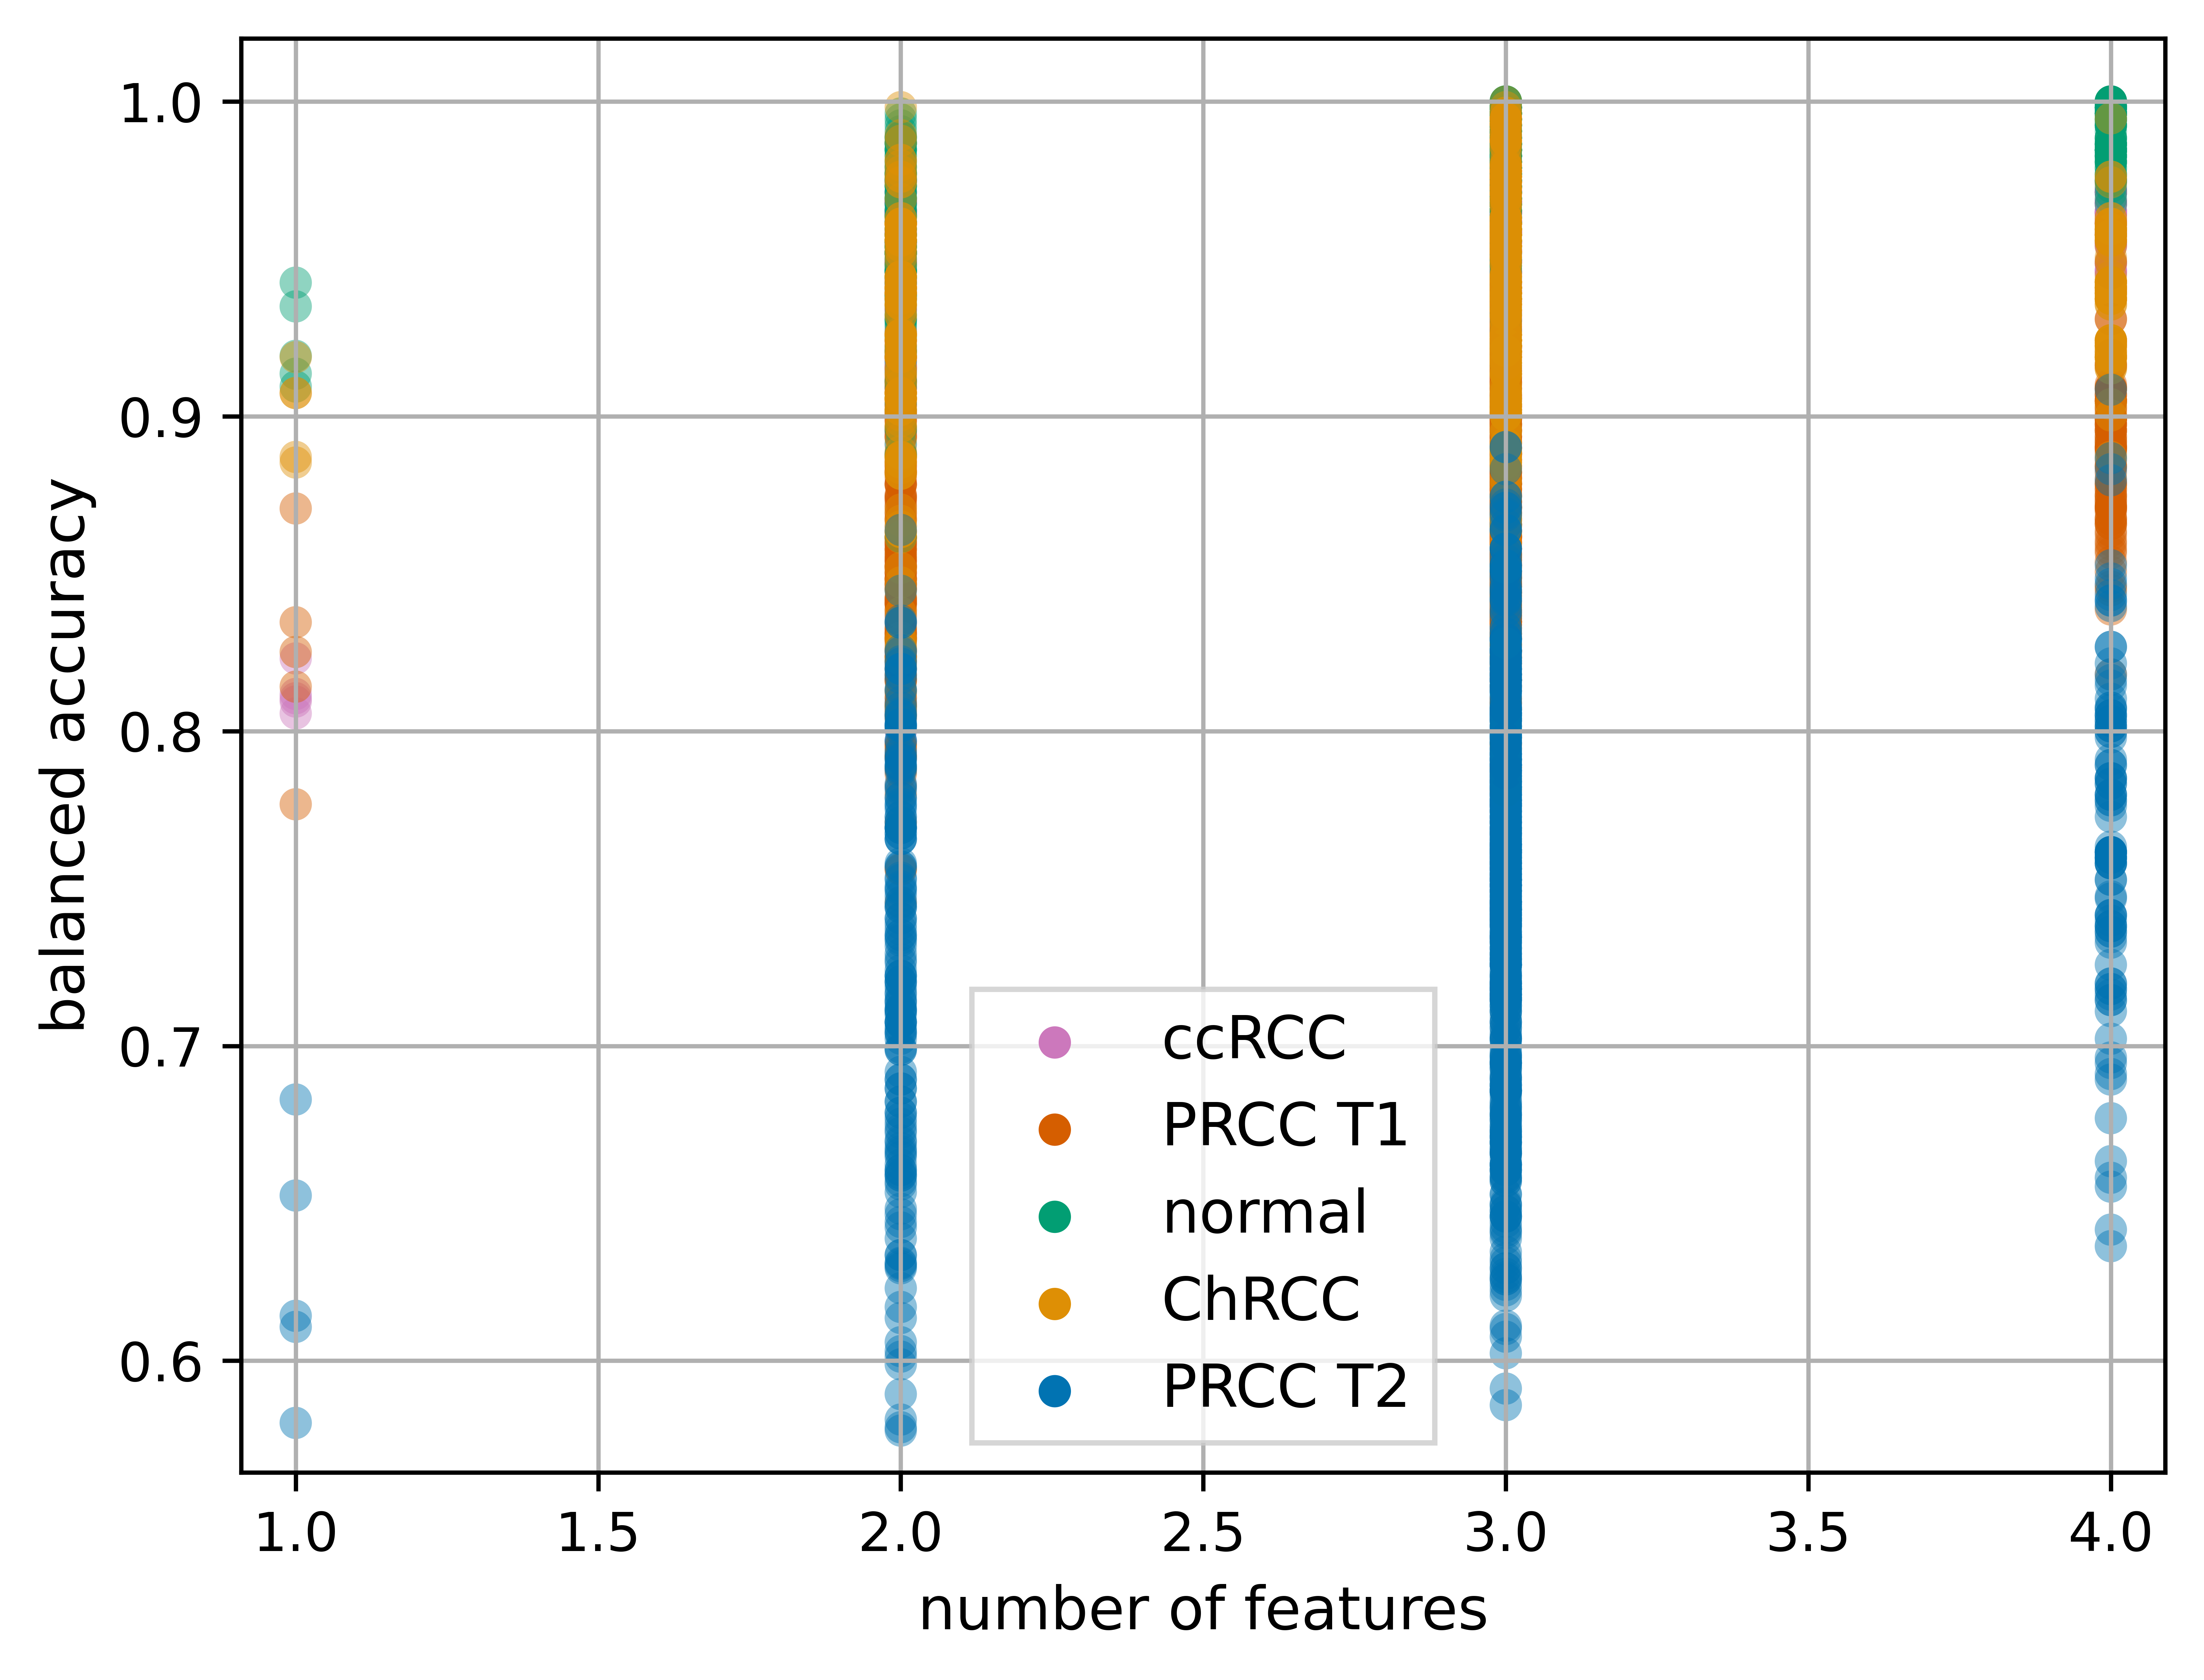 1.0
0.9
0.8
0.7
0.6
balanced accuracy
ccRCC
PRCC T1
normal
ChRCC
PRCC T2
1.0 1.5 2.0 2.5 3.0 3.5 4.0
number of features